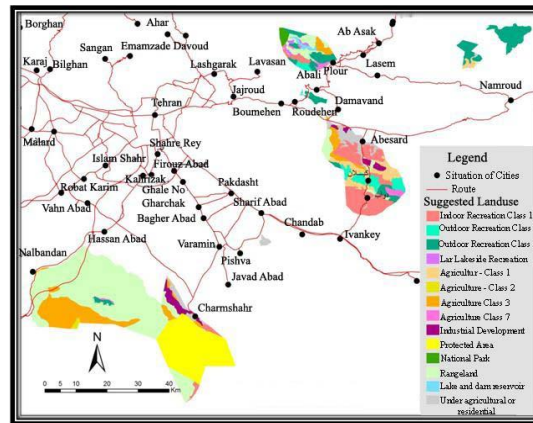 Borghan
Ahar
Ab Asak
Sangan
Emamzade Davoud
Karaj
Bilghan
Lashgarak
Lavasan
Plour
Lasem
Abali
Jajroud
Namroud
Tehran
Boumehen
Roudehen
Damavand
Malard
Shahre Rey
Abesard
Islam Shahr
Firouz Abad
Kahrizak
Robat Karim
Ghale No
Pakdasht
Vahn Abad
Gharchak
Sharif Abad
Bagher Abad
Chandab
Hassan Abad
Varamin
Ivankey
Nalbandan
Pishva
Javad Abad
Charmshahr
N
0 5 10 20 30 40
Km
Legend
Situation of Cities
Route
Suggested Landuse
Indoor Recreation Class 1
Outdoor Recreation Class
Outdoor Recreation Class
Lar Lakeside Recreation
Agricultur - Class 1
Agriculture - Class 2
Agriculture Class 3
Agriculture Class 7
Industrial Development
Protected Area
National Park
Rangeland
Lake and dam reservoir
Under agricultural or
residential